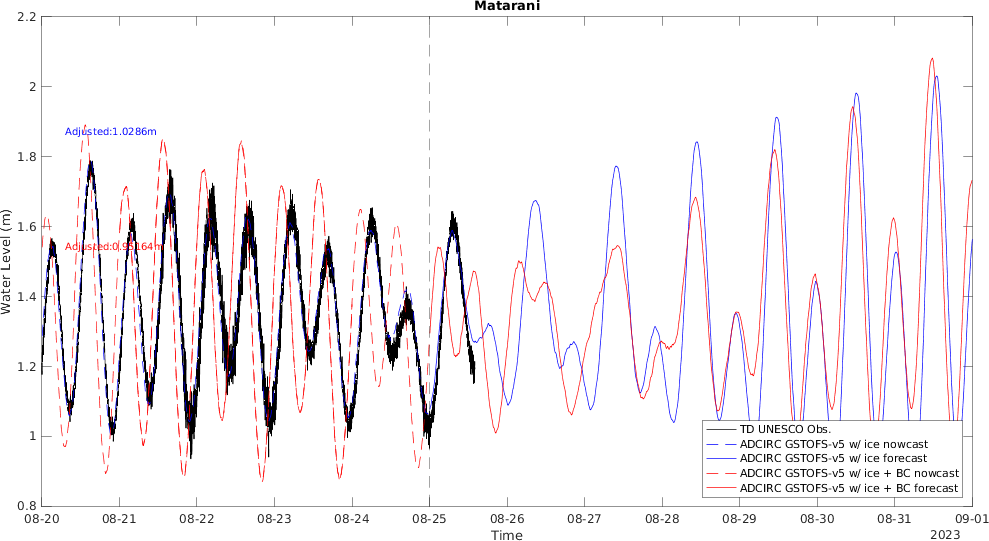 Matarani
2.2
2
1.8
1.6
1.4
1.2
1
0.8
Water Level (m)
Adjusted:1.0286m
Adjusted:0.95164m
TD UNESCO Obs.
ADCIRC GSTOFS-v5 w/ ice nowcast
ADCIRC GSTOFS-v5 w/ ice forecast
ADCIRC GSTOFS-v5 w/ ice + BC nowcast
ADCIRC GSTOFS-v5 w/ ice + BC forecast
08-20 08-21 08-22 08-23 08-24 08-25 08-26 08-27 08-28 08-29 08-30 08-31 09-01
Time
2023